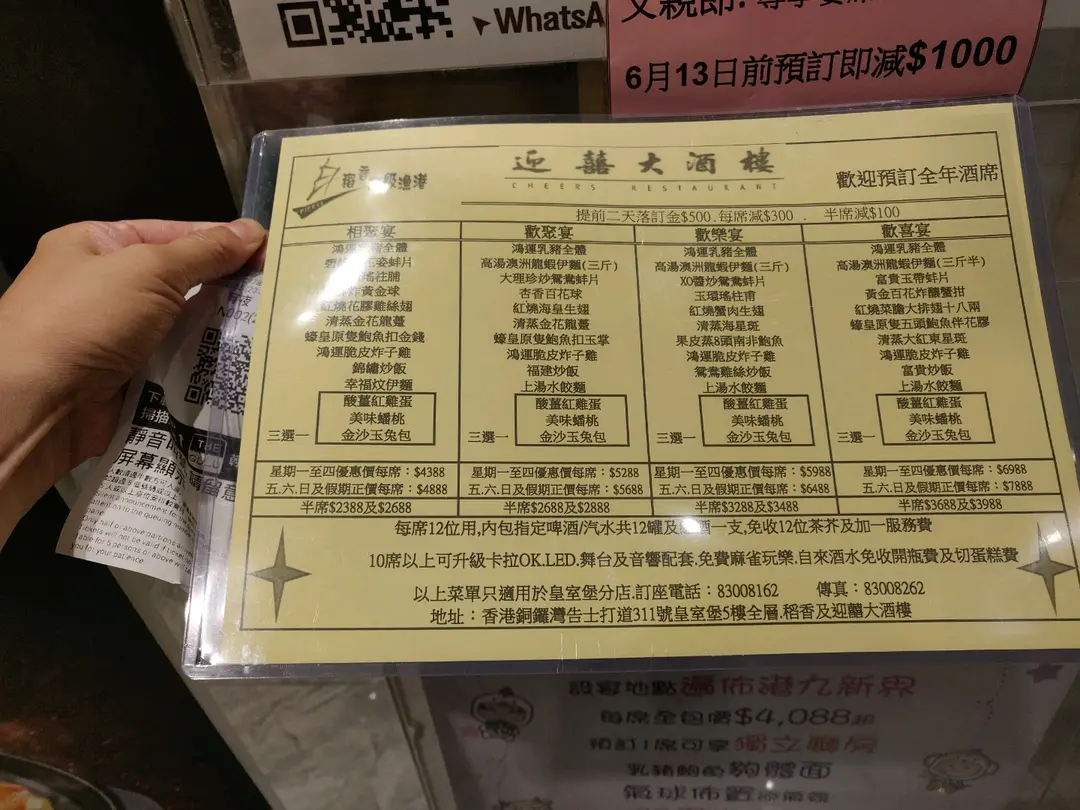 WhatsA
6月13日前預訂即減$1000
迎囍大酒樓
CHEERS RESTAURANT
歡迎預訂全年酒席
提前二天落訂金$500.每席減$300. 半席減$100
相聚宴
鴻運乳豬全體
紅燒花膠雞絲翅
清蒸金花龍躉
蠔皇原隻鮑魚扣金錢
鴻運脆皮炸子雞
錦繡炒飯
幸福炆伊麵
酸薑紅雞蛋
美味蟠桃
三選一 金沙玉兔包
星期一至四優惠價每席：$4388
五.六.日及假期正價每席：$4888
半席$2388及$2688
歡聚宴
鴻運乳豬全體
高湯澳洲龍蝦伊麵(三斤)
大理珍炒鴛鴦蚌片
杏香百花球
紅燒海皇生翅
清蒸金花龍躉
蠔皇原隻鮑魚扣玉掌
鴻運脆皮炸子雞
福建炒飯
上湯水餃麵
酸薑紅雞蛋
美味蟠桃
三選一 金沙玉兔包
星期一至四優惠價每席：$5288
五.六.日及假期正價每席：$5688
半席$2688及$2888
歡樂宴
鴻運乳豬全體
高湯澳洲龍蝦伊麵(三斤)
XO醬炒鴛鴦蚌片
玉環瑤柱甫
紅燒蟹肉生翅
清蒸海星斑
果皮蒸8頭南非鮑魚
鴻運脆皮炸子雞
鴛鴦雞絲炒飯
上湯水餃麵
酸薑紅雞蛋
美味蟠桃
三選一 金沙玉兔包
星期一至四優惠價每席：$5988
五.六.日及假期正價每席：$6488
半席$3288及$3488
歡喜宴
鴻運乳豬全體
高湯澳洲龍蝦伊麵(三斤半)
富貴玉帶蚌片
黃金百花炸釀蟹拑
紅燒菜膽大排翅十八兩
蠔皇原隻五頭鮑魚伴花膠
清蒸大紅東星斑
鴻運脆皮炸子雞
富貴炒飯
上湯水餃麵
酸薑紅雞蛋
美味蟠桃
三選一 金沙玉兔包
星期一至四優惠價每席：$6988
五.六.日及假期正價每席：$7888
半席$3688及$3988
每席12位用,內包指定啤酒/汽水共12罐及紅酒一支,免收12位茶芥及加一服務費
10席以上可升級卡拉OK.LED.舞台及音響配套.免費麻雀玩樂.自來酒水免收開瓶費及切蛋糕費
以上菜單只適用於皇室堡分店.訂座電話：83008162 傳真：83008262
地址：香港銅鑼灣告士打道311號皇室堡5樓全層.稻香及迎囍大酒樓
設宴地點遍佈港九新界
每席全包價$4,088起
預訂1席可享獨立廳房